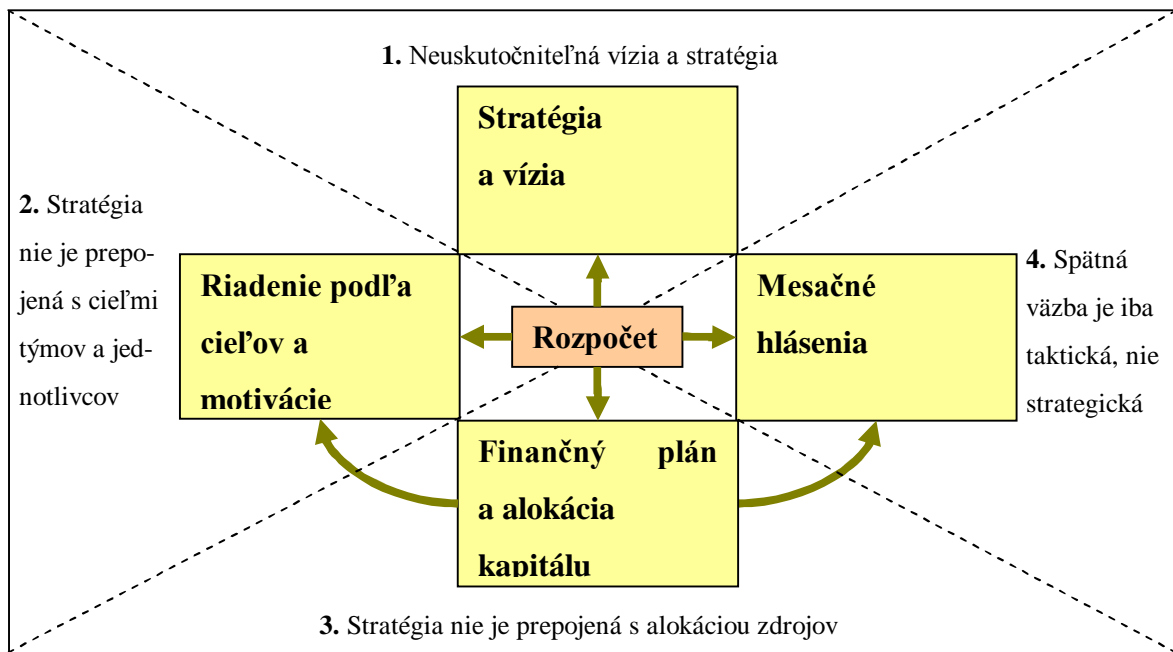 1. Neuskutočniteľná vízia a stratégia
Stratégia
a vízia
2. Stratégia
nie je prepo-
jená s cieľmi
týmov a jed-
notlivcov
Riadenie podľa
cieľov a
motivácie
Rozpočet
Mesačné
hlásenia
4. Spätná
väzba je iba
taktická, nie
strategická
Finančný plán
a alokácia
kapitálu
3. Stratégia nie je prepojená s alokáciou zdrojov